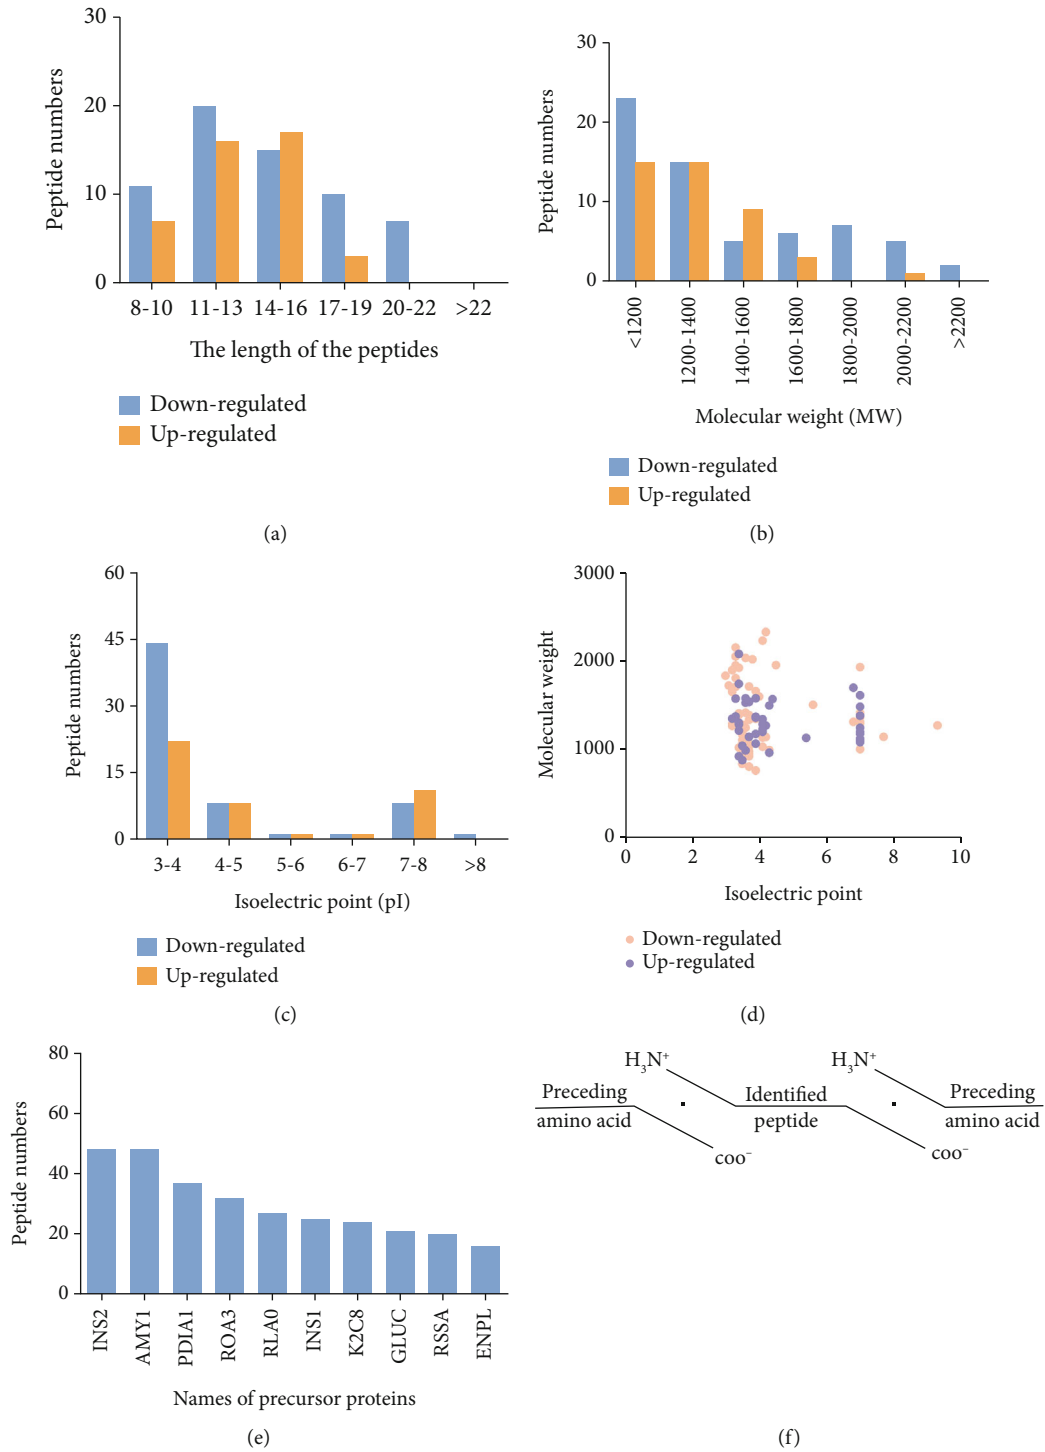 30
20
10
0
Peptide numbers
8-10 11-13 14-16 17-19 20-22 >22
The length of the peptides
Down-regulated
Up-regulated
(a)
30
20
10
0
Peptide numbers
<1200
1200-1400
1400-1600
1600-1800
1800-2000
2000-2200
>2200
Molecular weight (MW)
Down-regulated
Up-regulated
(b)
60
45
30
15
0
Peptide numbers
3-4 4-5 5-6 6-7 7-8 >8
Isoelectric point (pI)
Down-regulated
Up-regulated
(c)
3000
2000
1000
0
Molecular weight
0 2 4 6 8 10
Isoelectric point
Down-regulated
Up-regulated
(d)
80
60
40
20
0
Peptide numbers
INS2
AMY1
PDIA1
ROA3
RLA0
INS1
K2C8
GLUC
RSSA
ENPL
Names of precursor proteins
(e)
H₃N⁺ H₃N⁺
Preceding Identified Preceding
amino acid peptide amino acid
coo⁻ coo⁻
(f)